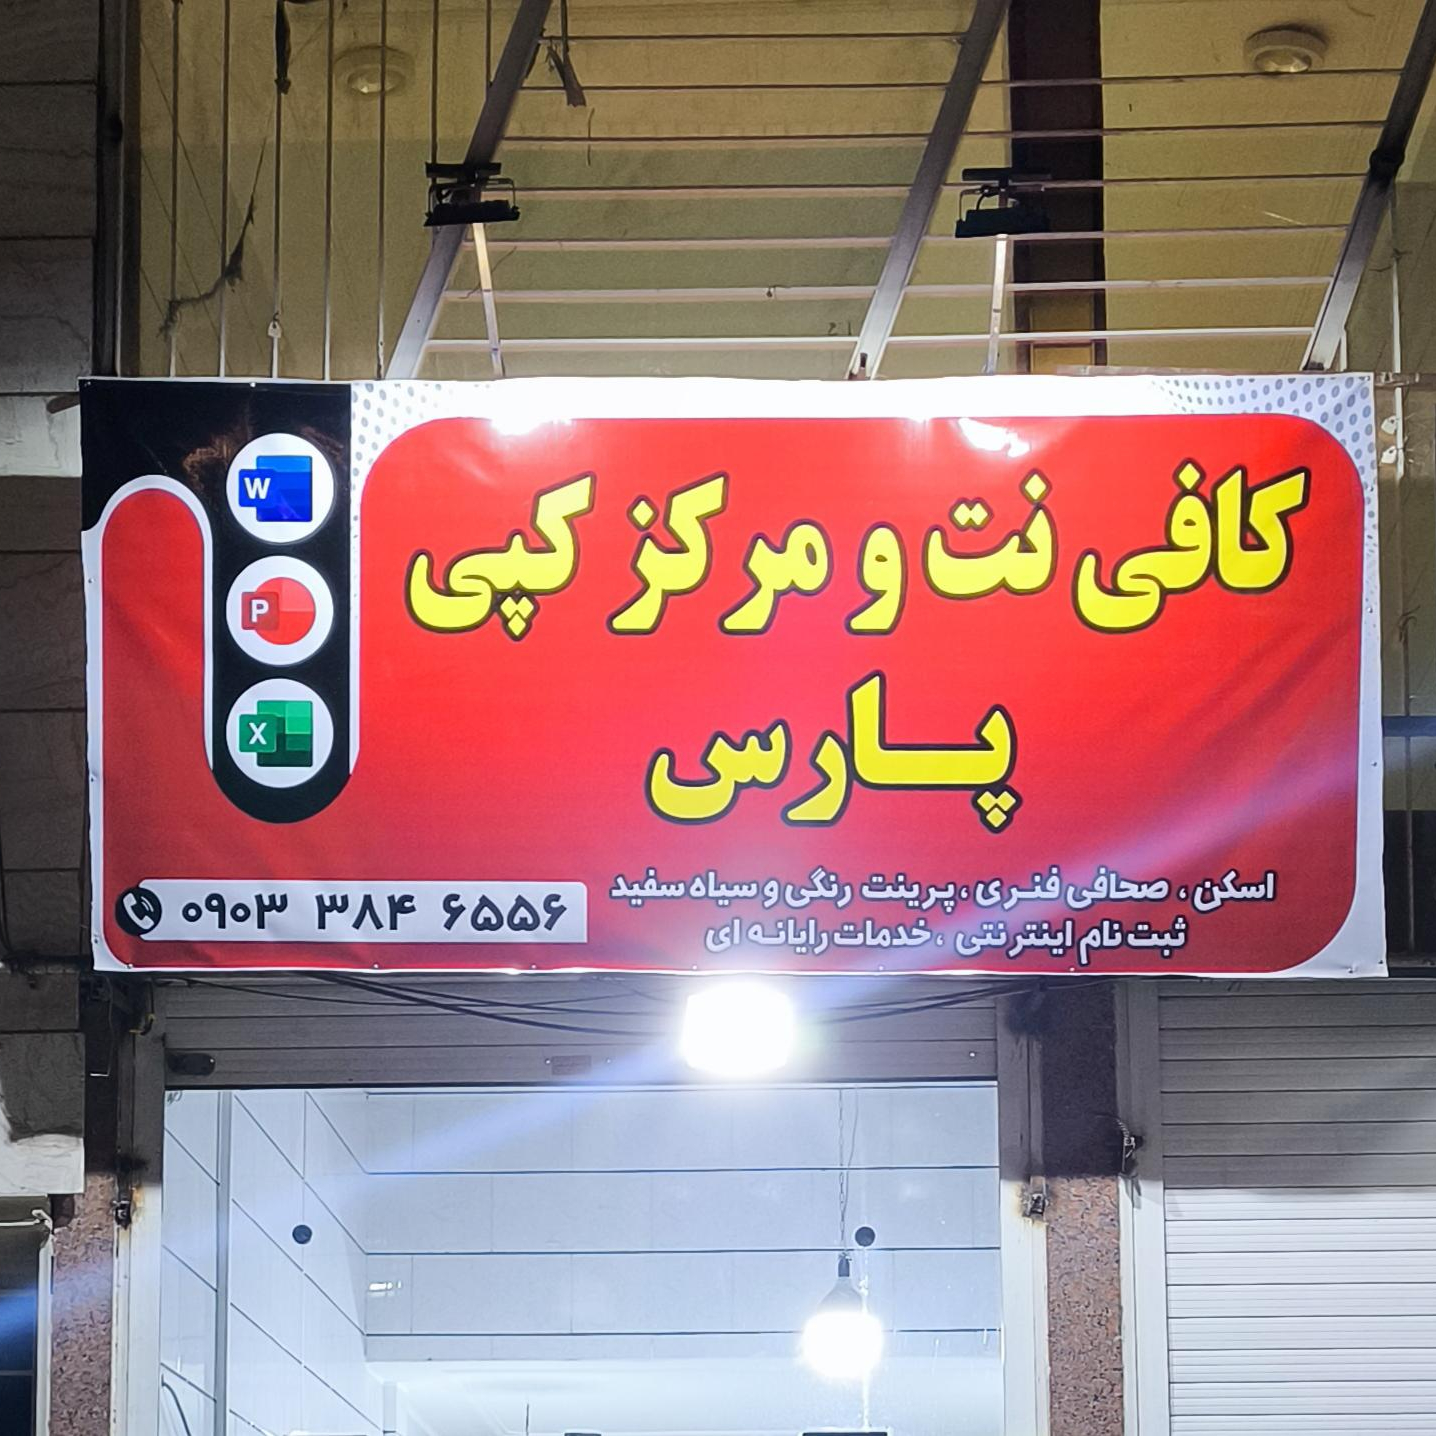 کافی نت و مرکز کپی
پارس
اسکن ، صحافی فنری ، پرینت رنگی و سیاه سفید
ثبت نام اینترنتی ، خدمات رایانه ای
۰۹۰۳ ۳۸۴ ۶۵۵۶
W
P
X